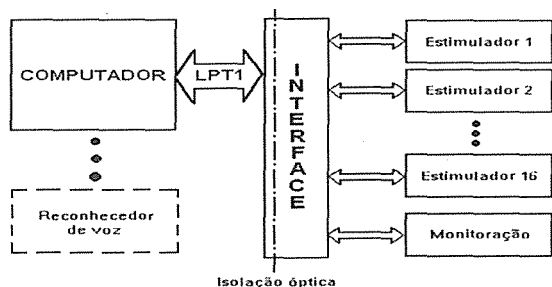 COMPUTADOR
LPT1
INTERFACE
Estimulador 1
Estimulador 2
Estimulador 16
Monitoração
Reconhecedor
de voz
Isolação óptica